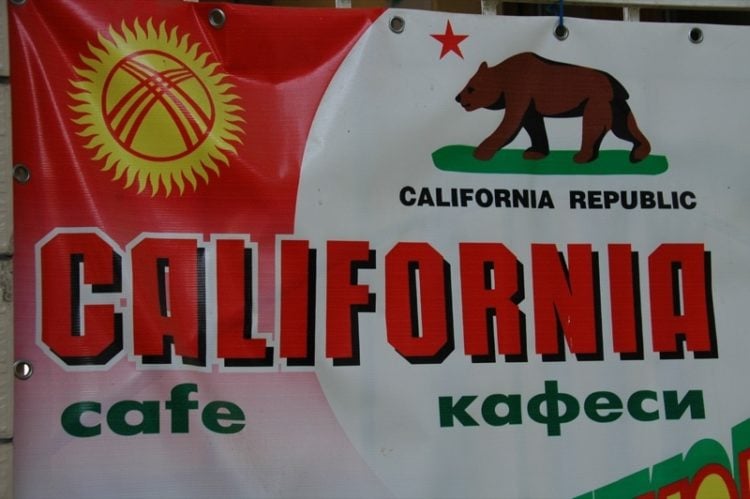 CALIFORNIA REPUBLIC
CALIFORNIA
cafe кафеси